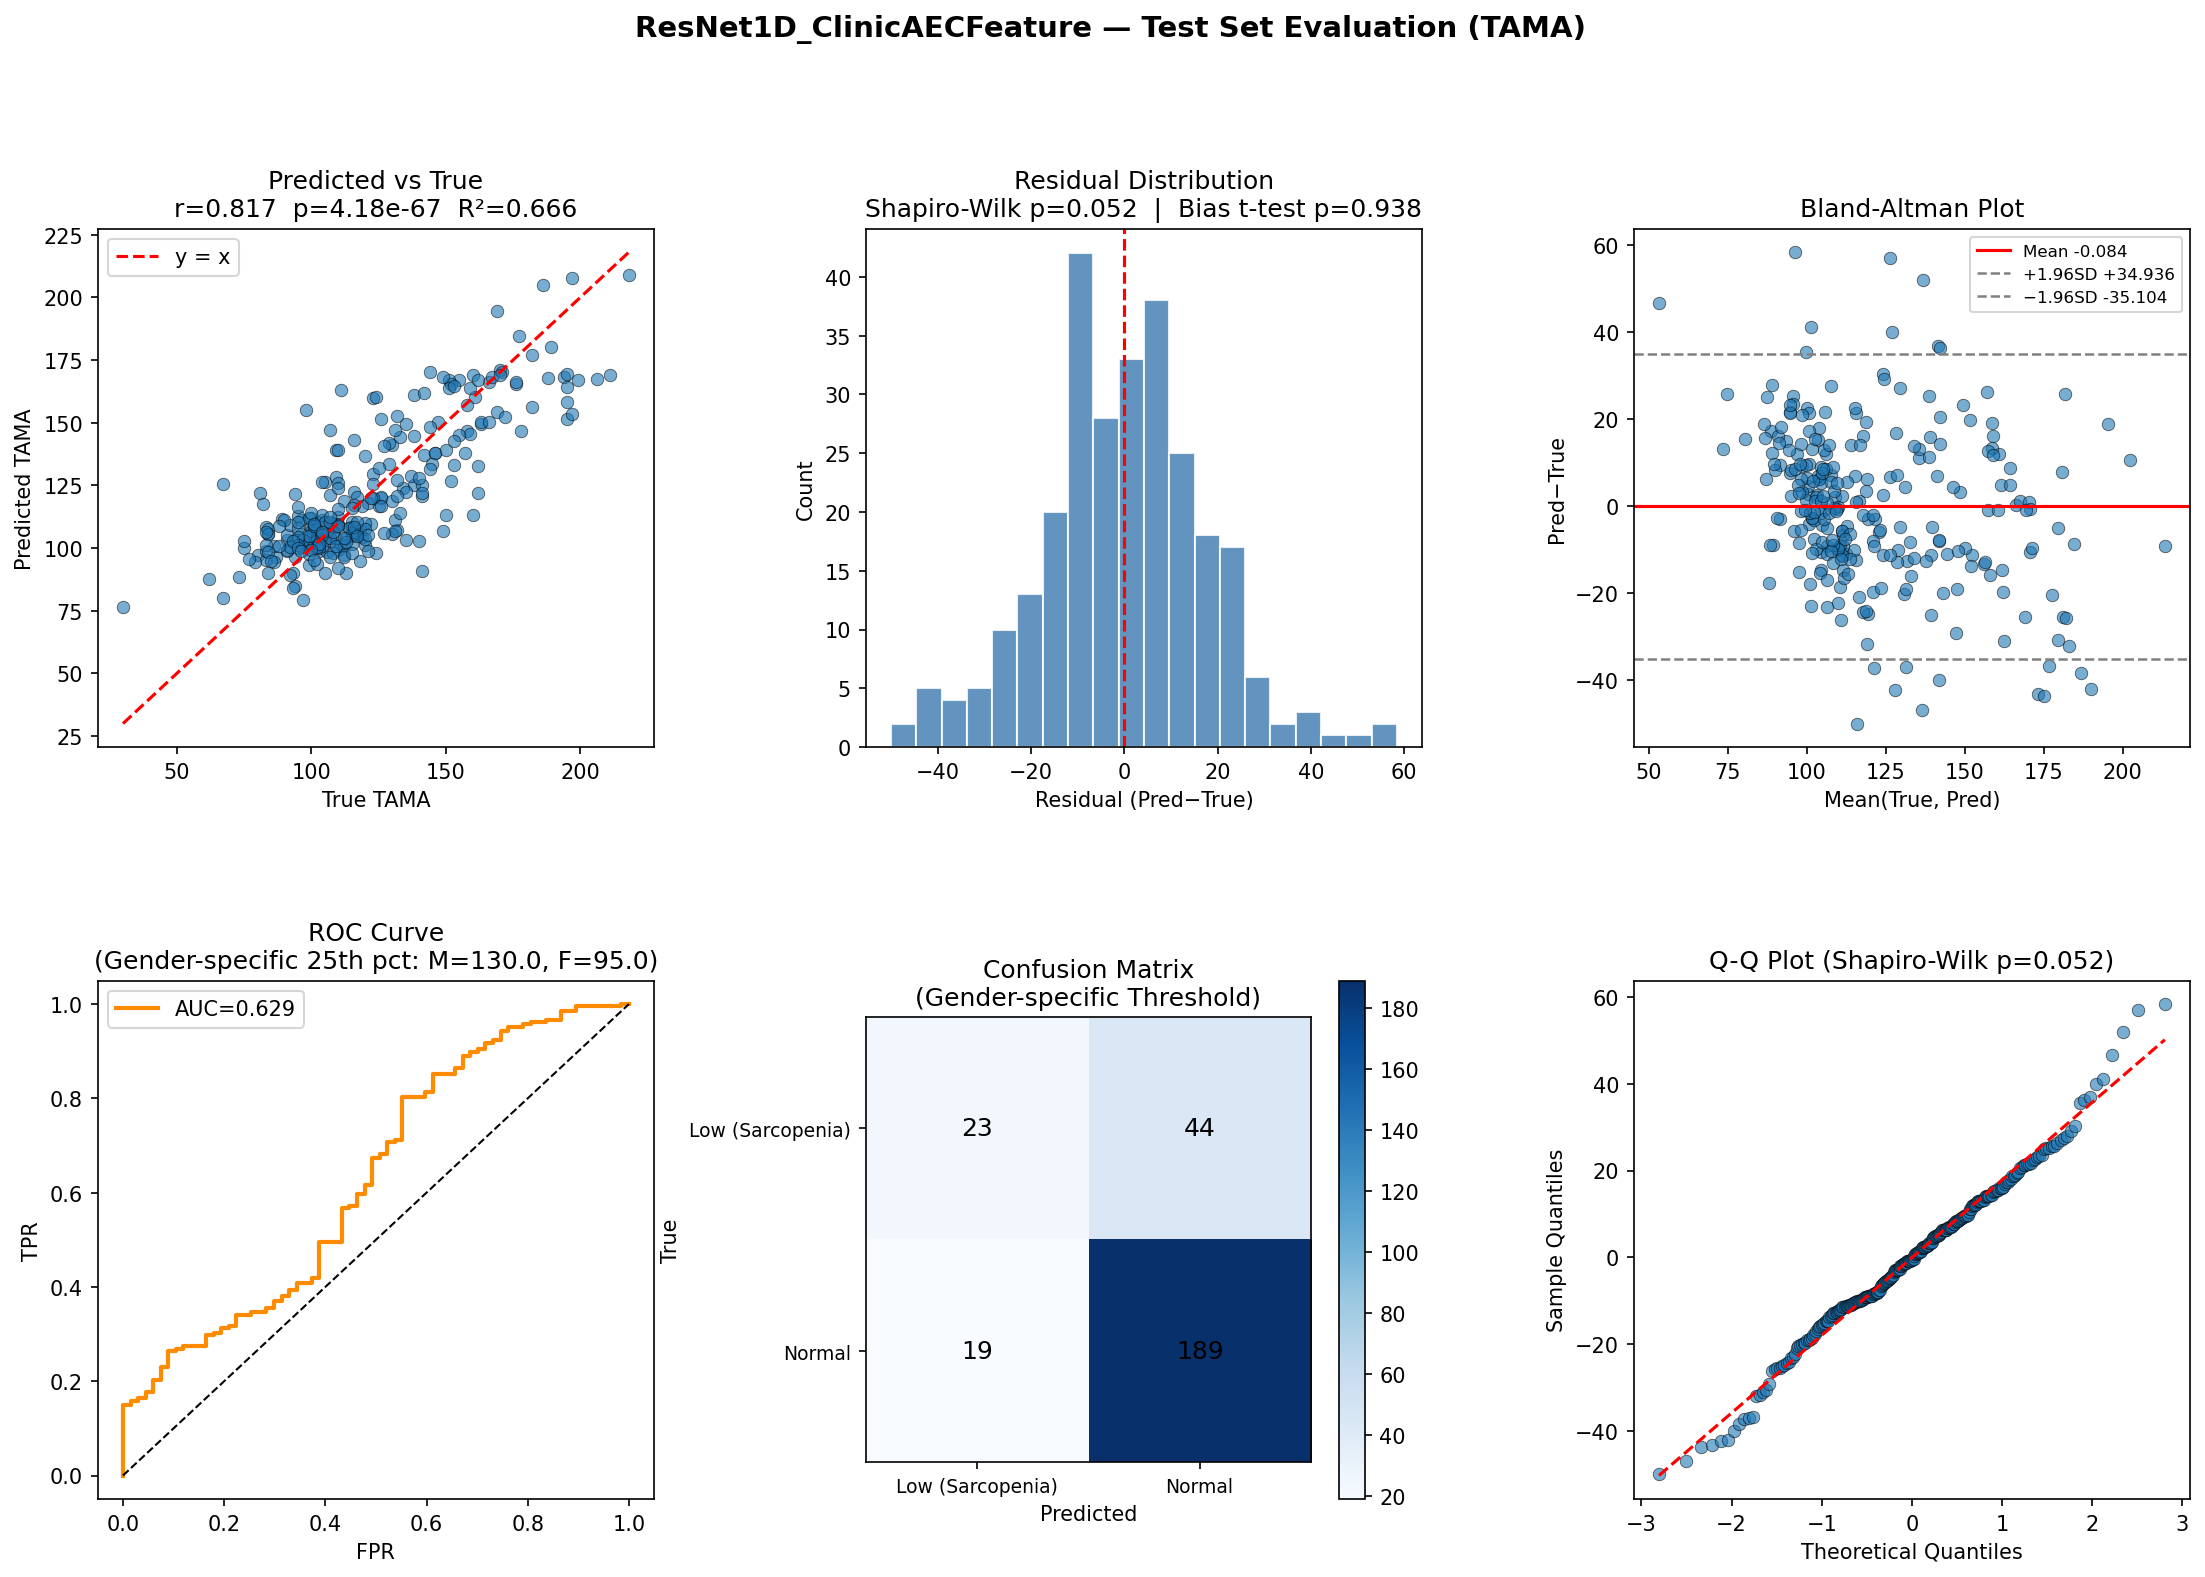 ResNet1D_ClinicAECFeature — Test Set Evaluation (TAMA)
Predicted vs True
r=0.817  p=4.18e-67  R²=0.666
y = x
225
200
175
150
125
100
75
50
25
Predicted TAMA
50
100
150
200
True TAMA
Residual Distribution
Shapiro-Wilk p=0.052  |  Bias t-test p=0.938
40
35
30
25
20
15
10
5
0
Count
−40
−20
0
20
40
60
Residual (Pred−True)
Bland-Altman Plot
Mean -0.084
+1.96SD +34.936
−1.96SD -35.104
60
40
20
0
−20
−40
Pred−True
50
75
100
125
150
175
200
Mean(True, Pred)
ROC Curve
(Gender-specific 25th pct: M=130.0, F=95.0)
AUC=0.629
1.0
0.8
0.6
0.4
0.2
0.0
TPR
0.0
0.2
0.4
0.6
0.8
1.0
FPR
Confusion Matrix
(Gender-specific Threshold)
True
Low (Sarcopenia)
Normal
23
44
19
189
Low (Sarcopenia)
Normal
Predicted
180
160
140
120
100
80
60
40
20
Q-Q Plot (Shapiro-Wilk p=0.052)
60
40
20
0
−20
−40
Sample Quantiles
−3
−2
−1
0
1
2
3
Theoretical Quantiles